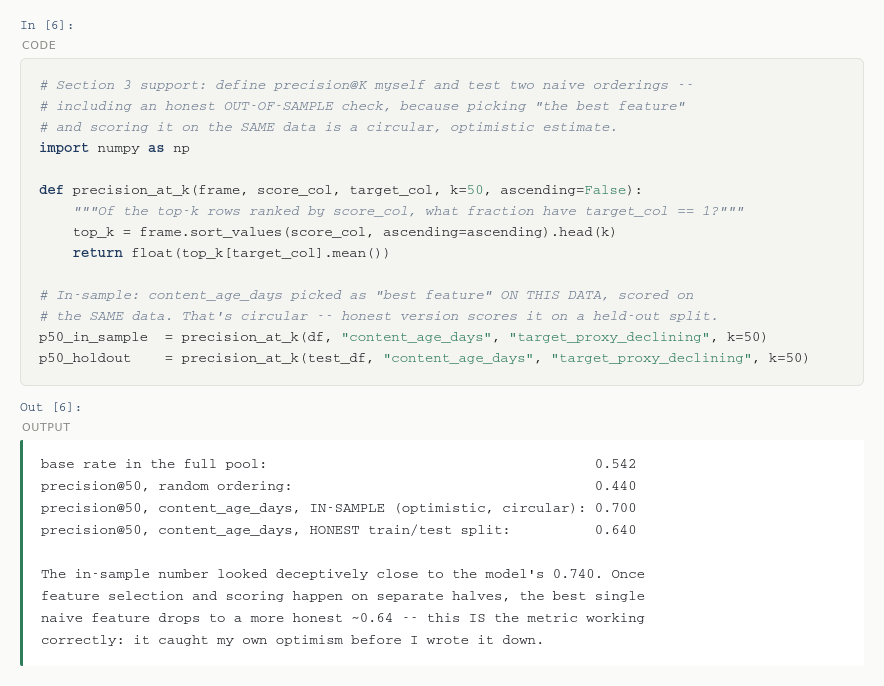 In [6]:
CODE
# Section 3 support: define precision@K myself and test two naive orderings --
# including an honest OUT-OF-SAMPLE check, because picking "the best feature"
# and scoring it on the SAME data is a circular, optimistic estimate.
import numpy as np

def precision_at_k(frame, score_col, target_col, k=50, ascending=False):
    """Of the top-k rows ranked by score_col, what fraction have target_col == 1?"""
    top_k = frame.sort_values(score_col, ascending=ascending).head(k)
    return float(top_k[target_col].mean())

# In-sample: content_age_days picked as "best feature" ON THIS DATA, scored on
# the SAME data. That's circular -- honest version scores it on a held-out split.
p50_in_sample  = precision_at_k(df, "content_age_days", "target_proxy_declining", k=50)
p50_holdout    = precision_at_k(test_df, "content_age_days", "target_proxy_declining", k=50)
Out [6]:
OUTPUT
base rate in the full pool: 0.542
precision@50, random ordering: 0.440
precision@50, content_age_days, IN-SAMPLE (optimistic, circular): 0.700
precision@50, content_age_days, HONEST train/test split: 0.640

The in-sample number looked deceptively close to the model's 0.740. Once
feature selection and scoring happen on separate halves, the best single
naive feature drops to a more honest ~0.64 -- this IS the metric working
correctly: it caught my own optimism before I wrote it down.